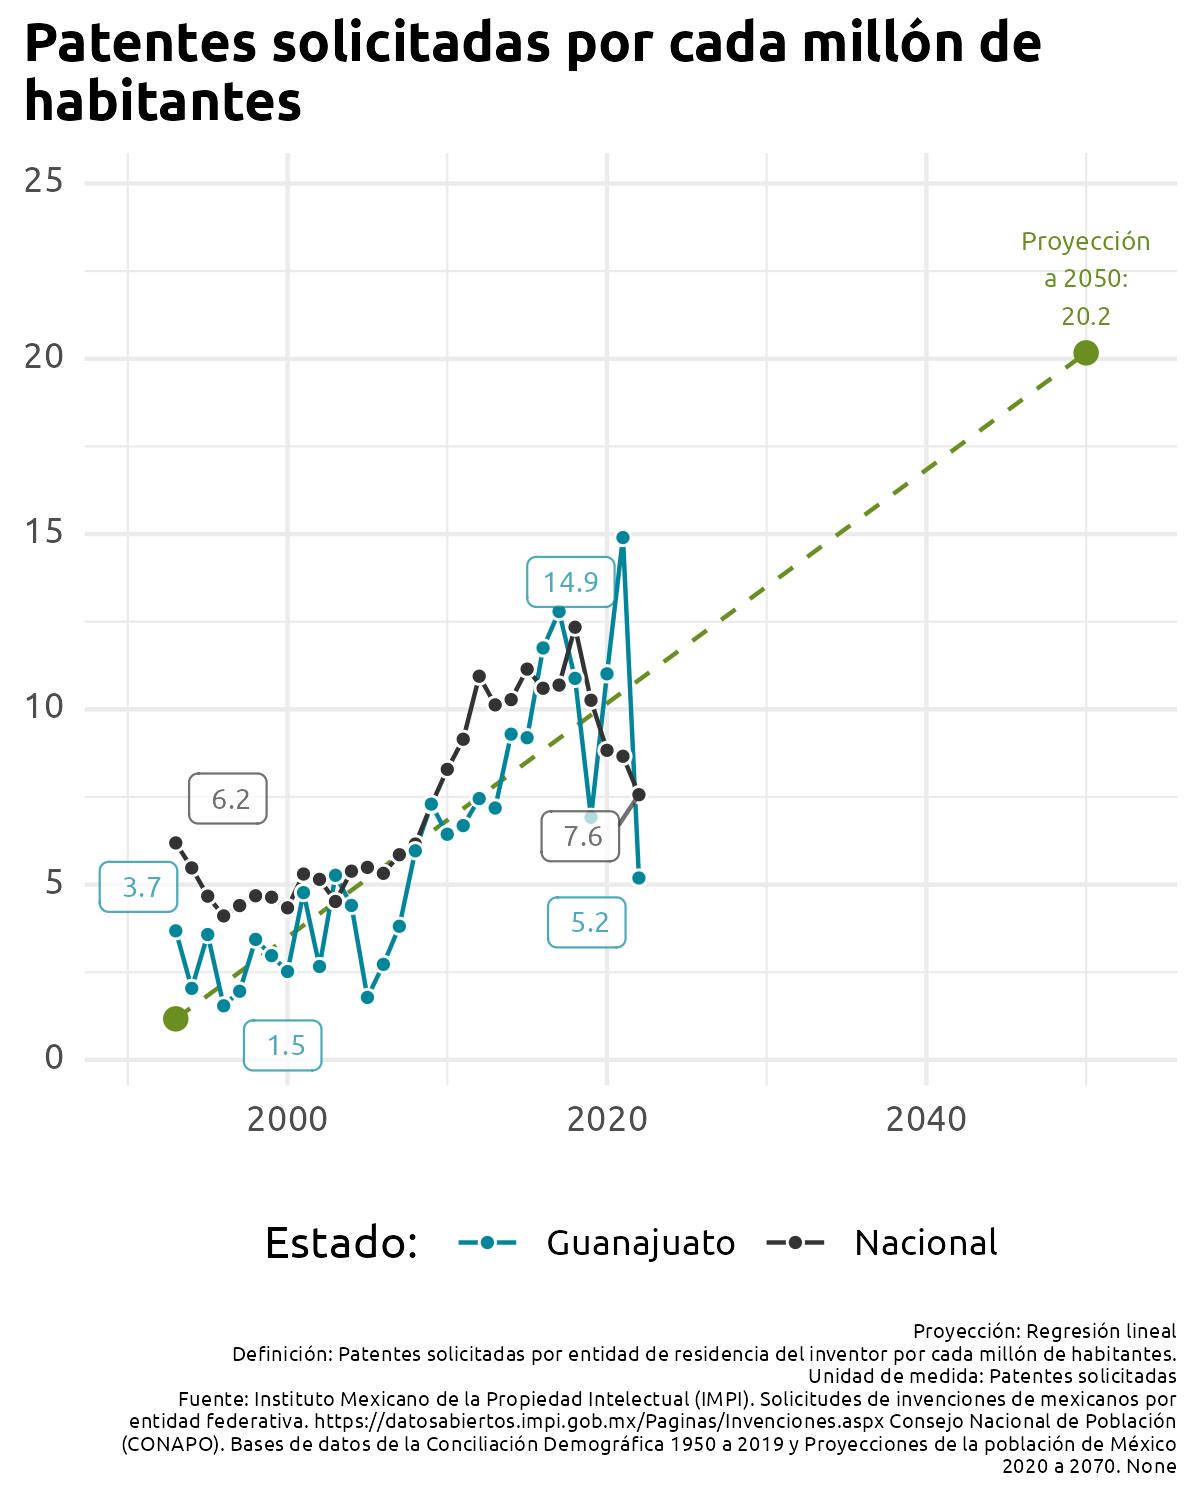 Patentes solicitadas por cada millón de
habitantes
25
Proyección
a 2050:
20.2
20
15
14.9
10
6.2
7.6
5
3.7
5.2
1.5
0
2000
2020
2040
Estado:
Guanajuato
Nacional
Proyección: Regresión lineal
Definición: Patentes solicitadas por entidad de residencia del inventor por cada millón de habitantes.
Unidad de medida: Patentes solicitadas
Fuente: Instituto Mexicano de la Propiedad Intelectual (IMPI). Solicitudes de invenciones de mexicanos por
entidad federativa. https://datosabiertos.impi.gob.mx/Paginas/Invenciones.aspx Consejo Nacional de Población
(CONAPO). Bases de datos de la Conciliación Demográfica 1950 a 2019 y Proyecciones de la población de México
2020 a 2070. None